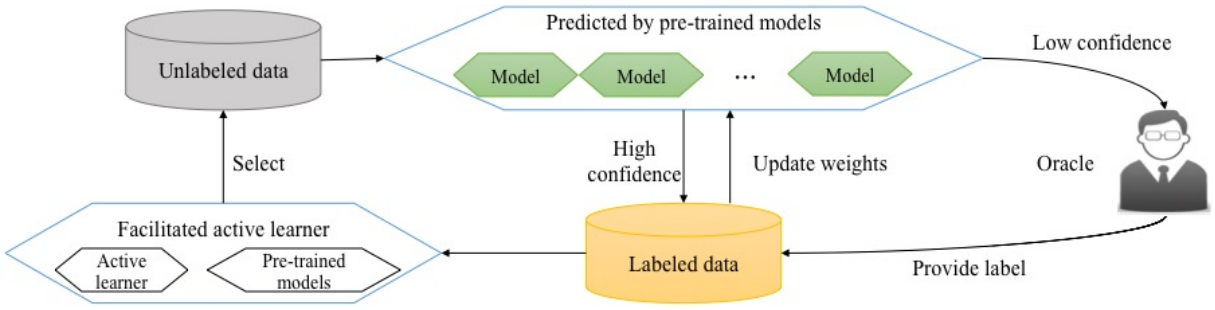 Predicted by pre-trained models
Unlabeled data
Model
Model
...
Model
Low confidence
Select
High
confidence
Update weights
Oracle
Facilitated active learner
Active
learner
Pre-trained
models
Labeled data
Provide label